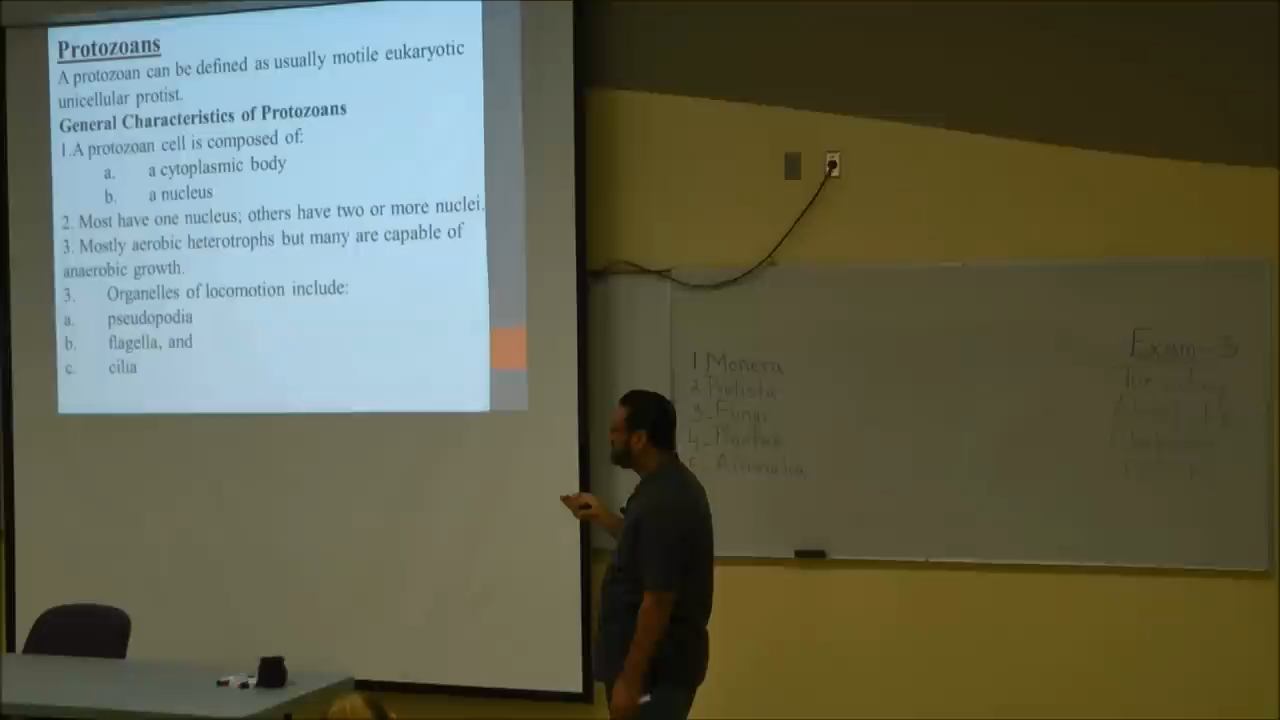 Protozoans
A protozoan can be defined as usually motile eukaryotic
unicellular protist.
General Characteristics of Protozoans
1.A protozoan cell is composed of:
a. a cytoplasmic body
b. a nucleus
2. Most have one nucleus; others have two or more nuclei.
3. Mostly aerobic heterotrophs but many are capable of
anaerobic growth.
3. Organelles of locomotion include:
a. pseudopodia
b. flagella, and
c. cilia
1 Monera
2 Protista
3 - Fungi
4 - Plantae
5 - Animalia
Exam - 3